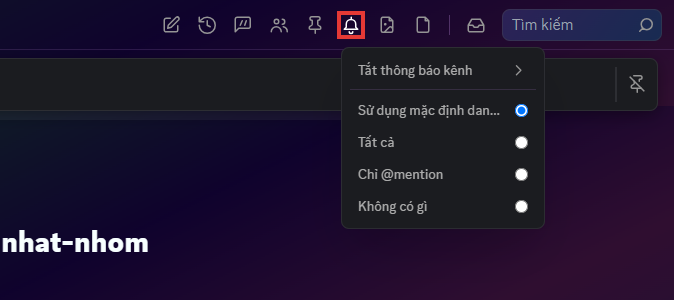 Tìm kiếm
Tắt thông báo kênh
Sử dụng mặc định dan...
Tất cả
Chỉ @mention
Không có gì
nhat-nhom